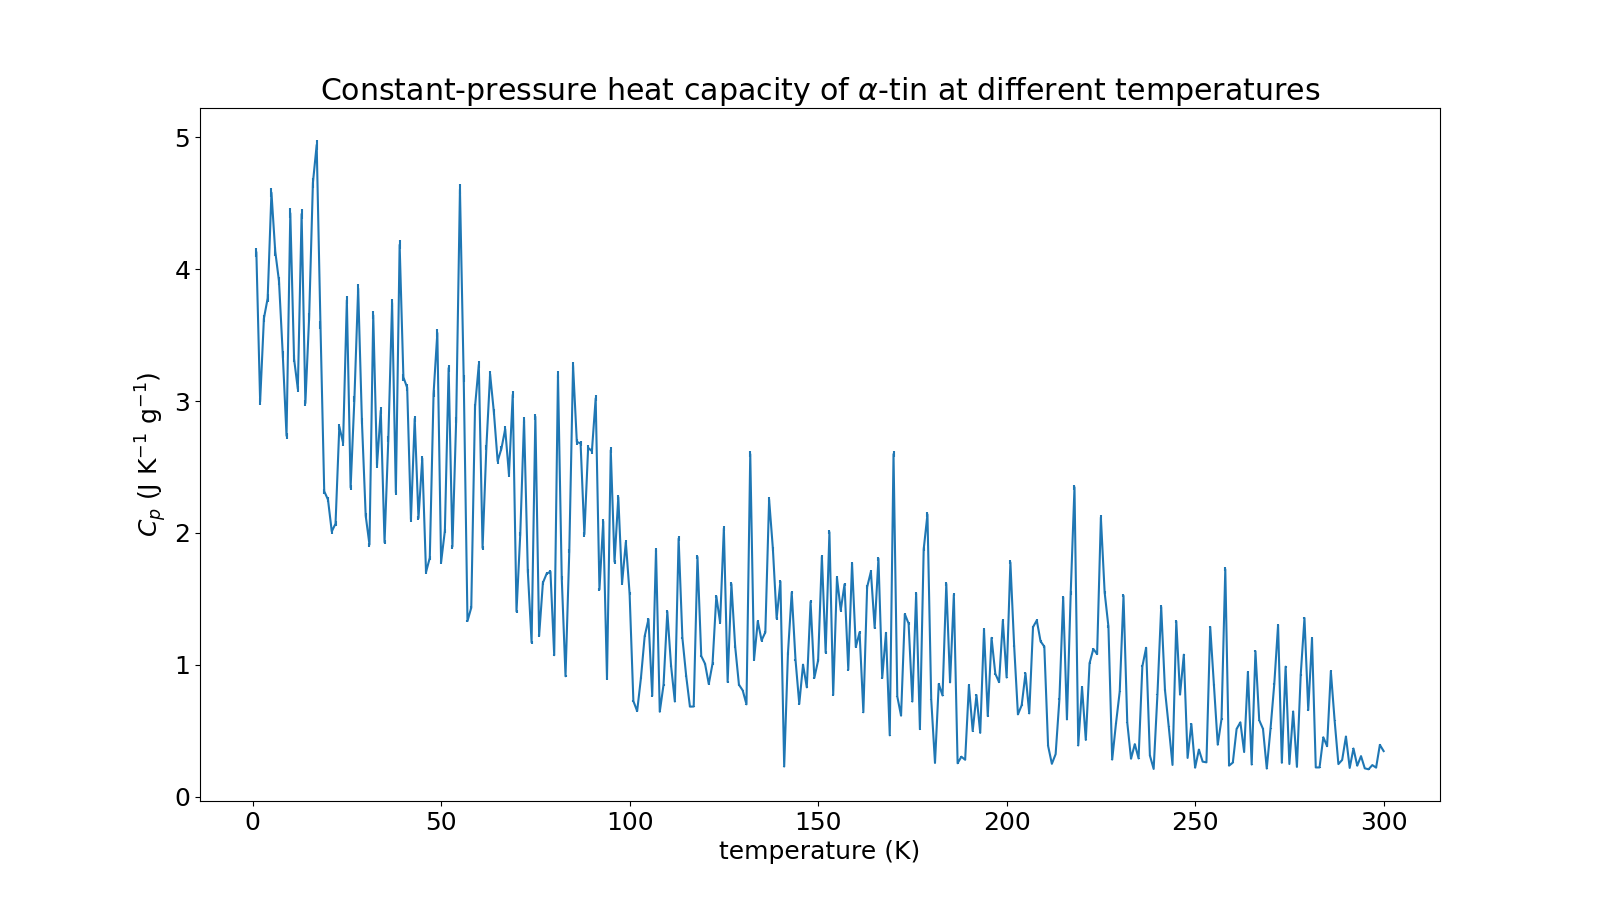 Constant-pressure heat capacity of α-tin at different temperatures
5
4
3
2
1
0
C_p (J K⁻¹ g⁻¹)
0 50 100 150 200 250 300
temperature (K)